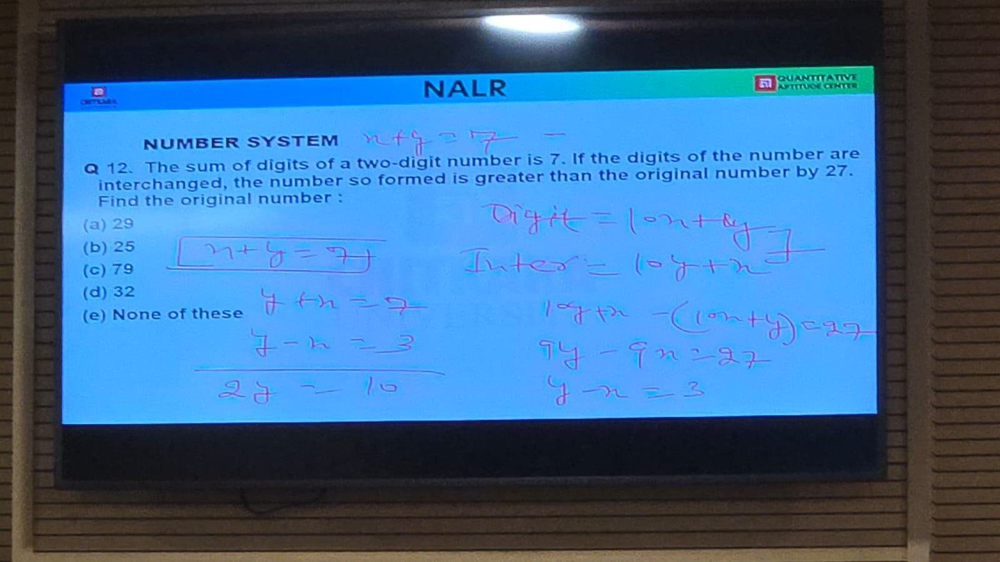 NALR
QUANTITATIVE
APTITUDE CENTER
CHITKARA
UNIVERSITY
NUMBER SYSTEM x+y=7 -
Q 12. The sum of digits of a two-digit number is 7. If the digits of the number are
interchanged, the number so formed is greater than the original number by 27.
Find the original number :
(a) 29
(b) 25
(c) 79
(d) 32
(e) None of these
x+y=7
y+x=7
y-x=3
2y=10
Digit=10x+y
Inter=10y+x
10y+x-(10x+y)=27
9y-9x=27
y-x=3